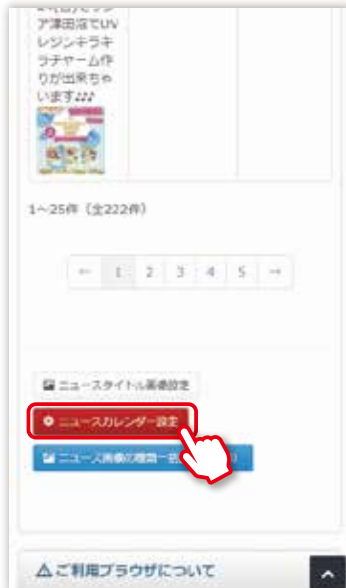 ア津田沼でUV
レジンキラキ
ラチャーム作
りが出来ちゃ
います♪♪♪
1～25件（全222件）
← 1 2 3 4 5 →
ニュースタイトル画像設定
ニュースカレンダー設定
ニュース画像の種類一括
ご利用ブラウザについて